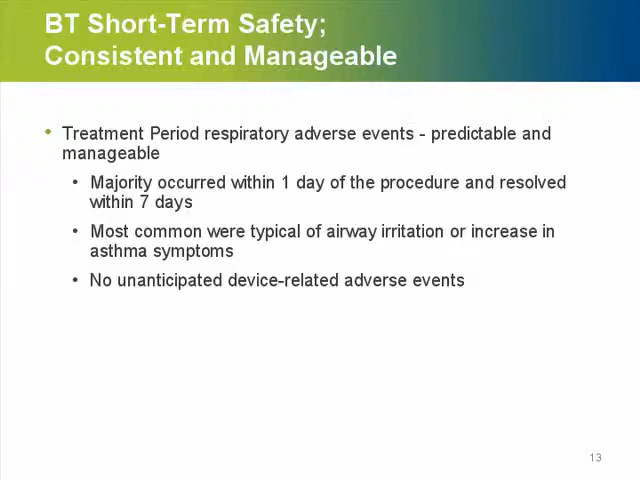 BT Short-Term Safety;
Consistent and Manageable
• Treatment Period respiratory adverse events - predictable and
manageable
• Majority occurred within 1 day of the procedure and resolved
within 7 days
• Most common were typical of airway irritation or increase in
asthma symptoms
• No unanticipated device-related adverse events
13